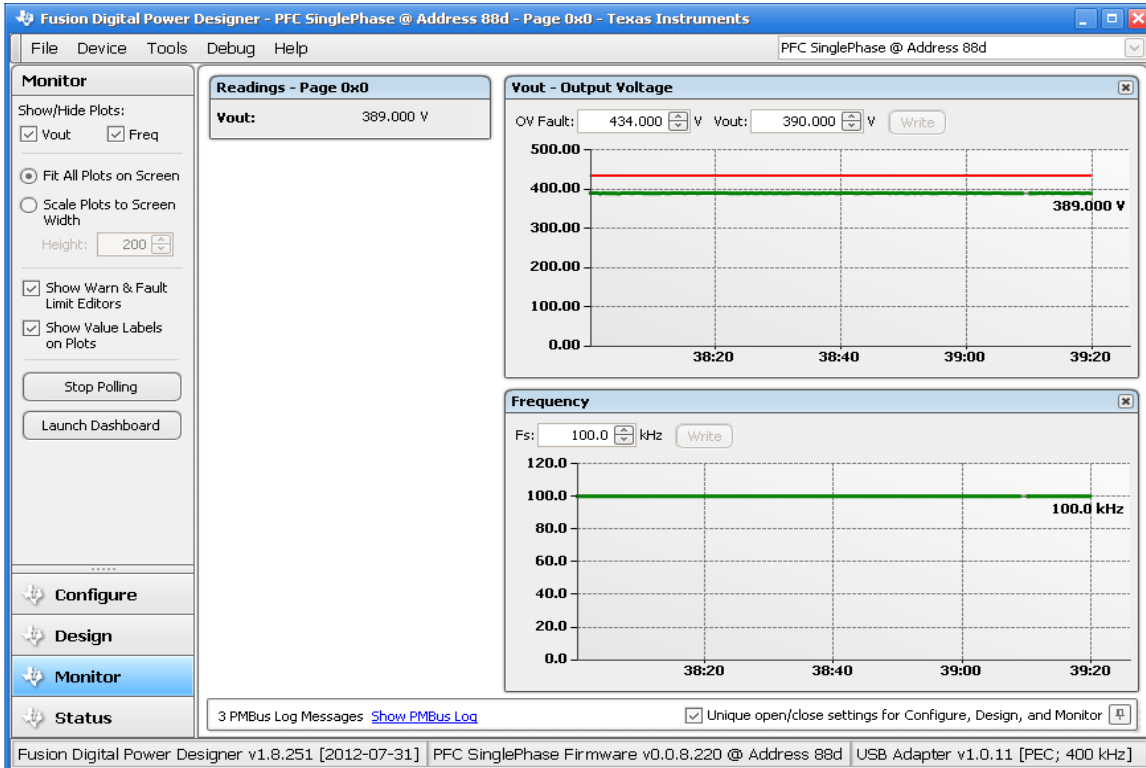 Fusion Digital Power Designer - PFC SinglePhase @ Address 88d - Page 0x0 - Texas Instruments
File Device Tools Debug Help
PFC SinglePhase @ Address 88d
Monitor
Show/Hide Plots:
Vout Freq
Fit All Plots on Screen
Scale Plots to Screen
Width
Height: 200
Show Warn & Fault
Limit Editors
Show Value Labels
on Plots
Stop Polling
Launch Dashboard
Configure
Design
Monitor
Status
Readings - Page 0x0
Vout: 389.000 V
Vout - Output Voltage
OV Fault: 434.000 V Vout: 390.000 V Write
500.00
400.00
389.000 V
300.00
200.00
100.00
0.00
38:20 38:40 39:00 39:20
Frequency
Fs: 100.0 kHz Write
120.0
100.0
100.0 kHz
80.0
60.0
40.0
20.0
0.0
38:20 38:40 39:00 39:20
3 PMBus Log Messages Show PMBus Log
Unique open/close settings for Configure, Design, and Monitor
Fusion Digital Power Designer v1.8.251 [2012-07-31] PFC SinglePhase Firmware v0.0.8.220 @ Address 88d USB Adapter v1.0.11 [PEC; 400 kHz]